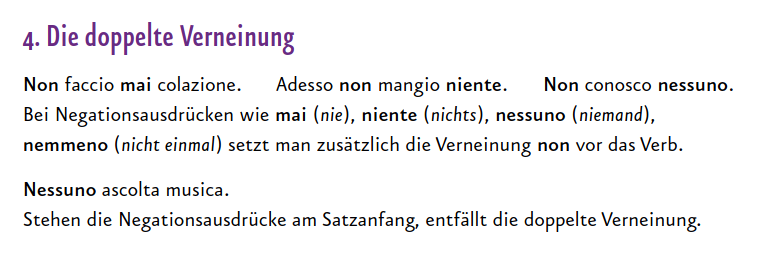 4. Die doppelte Verneinung
Non faccio mai colazione. Adesso non mangio niente. Non conosco nessuno.
Bei Negationsausdrücken wie mai (nie), niente (nichts), nessuno (niemand),
nemmeno (nicht einmal) setzt man zusätzlich die Verneinung non vor das Verb.
Nessuno ascolta musica.
Stehen die Negationsausdrücke am Satzanfang, entfällt die doppelte Verneinung.